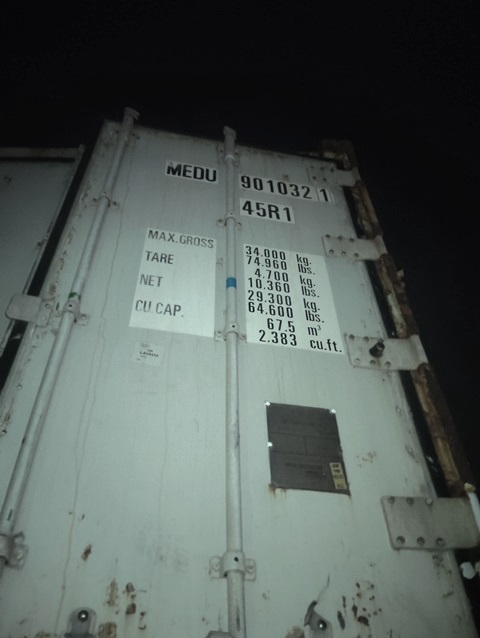 MEDU 901032 1
45R1
MAX.GROSS 34.000 kg.
74.960 lbs.
TARE 4.700 kg.
10.360 lbs.
NET 29.300 kg.
64.600 lbs.
CU.CAP. 67.5 m³
2.383 cu.ft.